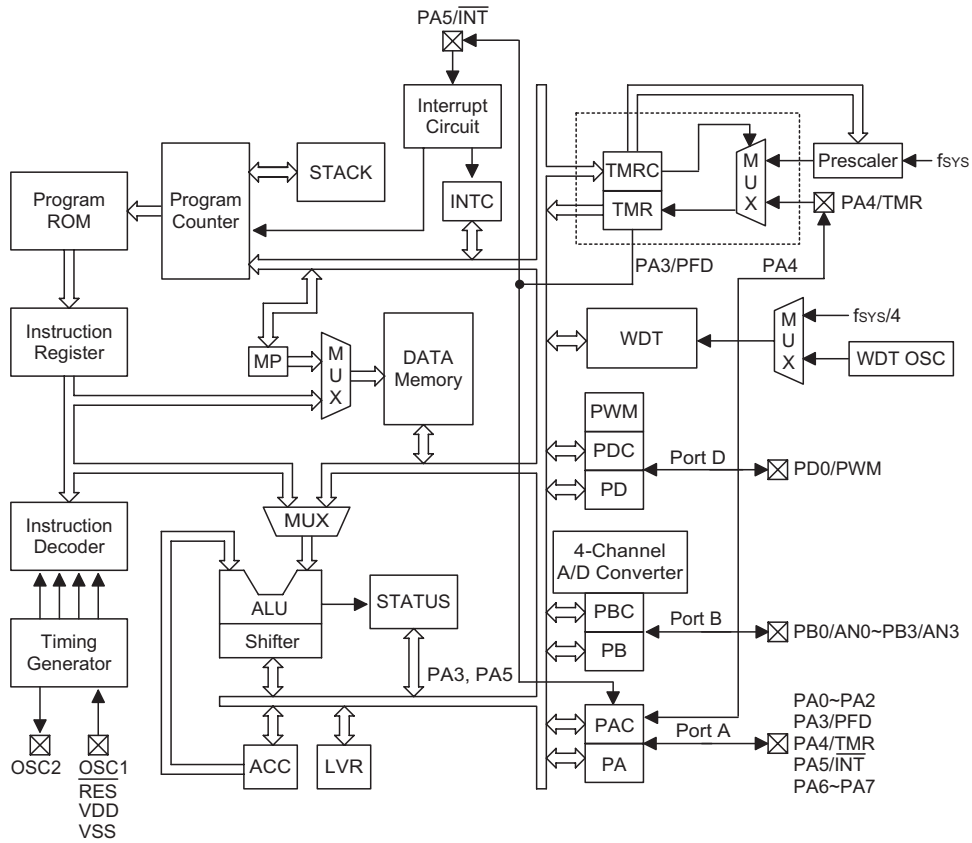 PA5/INT
Interrupt
Circuit
INTC
STACK
Program
Counter
Program
ROM
Instruction
Register
MP
MUX
DATA
Memory
TMRC
TMR
MUX
Prescaler
fSYS
PA4/TMR
PA3/PFD
PA4
WDT
MUX
fSYS/4
WDT OSC
PWM
PDC
PD
Port D
PD0/PWM
Instruction
Decoder
MUX
ALU
Shifter
STATUS
4-Channel
A/D Converter
PBC
PB
Port B
PB0/AN0~PB3/AN3
Timing
Generator
PA3, PA5
PAC
PA
Port A
PA0~PA2
PA3/PFD
PA4/TMR
PA5/INT
PA6~PA7
ACC
LVR
OSC2
OSC1
RES
VDD
VSS